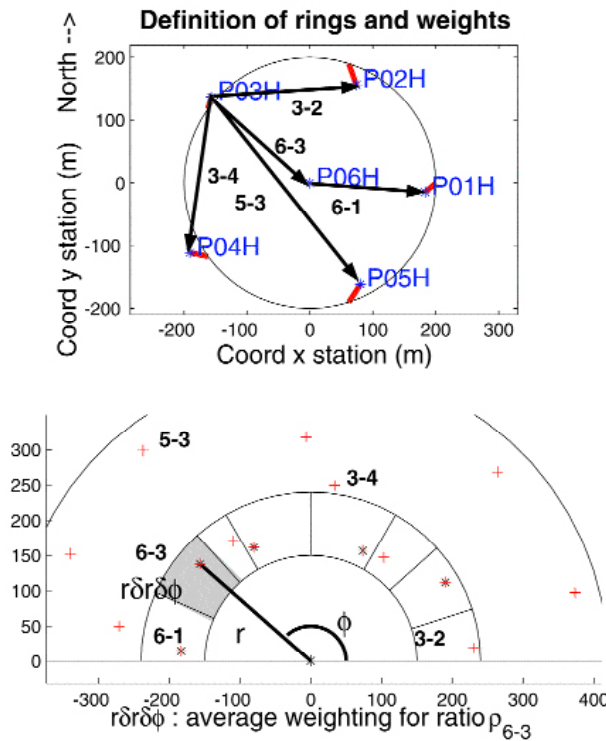 Definition of rings and weights
Coord y station (m)   North -->
200
100
0
-100
-200
P03H
P02H
3-2
6-3
3-4
P06H
P01H
5-3
6-1
P04H
P05H
-200 -100 0 100 200 300
Coord x station (m)
300
250
200
150
100
50
0
5-3
3-4
6-3
rδrδϕ
6-1
r
ϕ
3-2
-300 -200 -100 0 100 200 300 400
rδrδϕ : average weighting for ratio ρ6-3